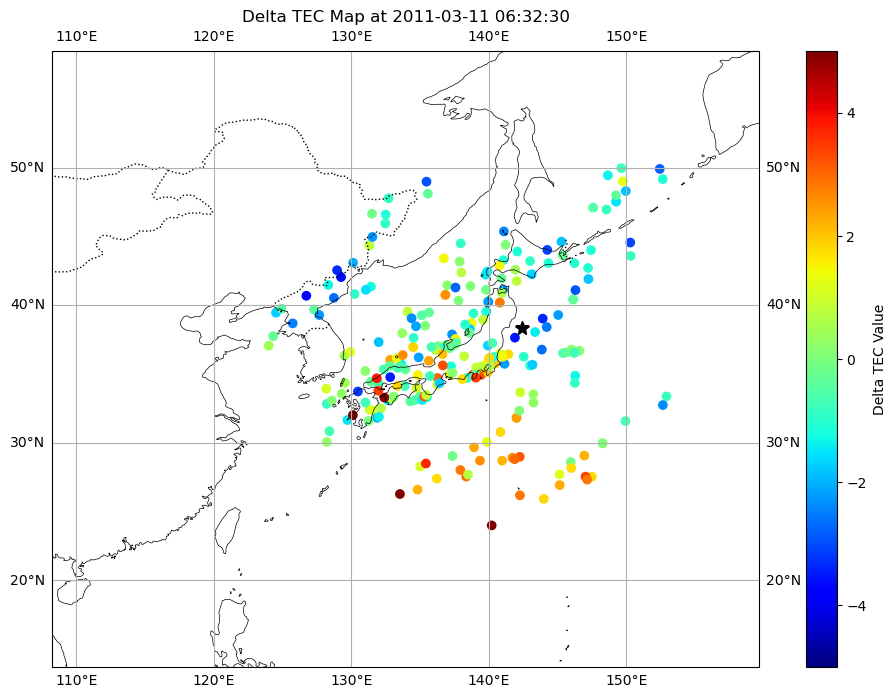 Delta TEC Map at 2011-03-11 06:32:30
110°E 120°E 130°E 140°E 150°E
50°N 50°N
40°N 40°N
30°N 30°N
20°N 20°N
110°E 120°E 130°E 140°E 150°E
4
2
0
−2
−4
Delta TEC Value